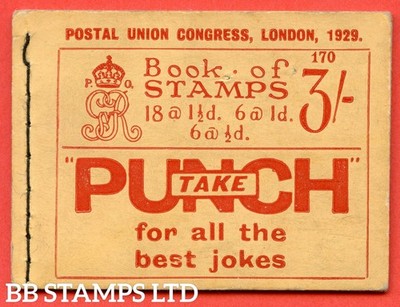 POSTAL UNION CONGRESS, LONDON, 1929.
170
P. O.
GR
Book of
STAMPS
3/-
18@1½d. 6@1d.
6@½d.
"PUNCH"
TAKE
for all the
best jokes
BB STAMPS LTD